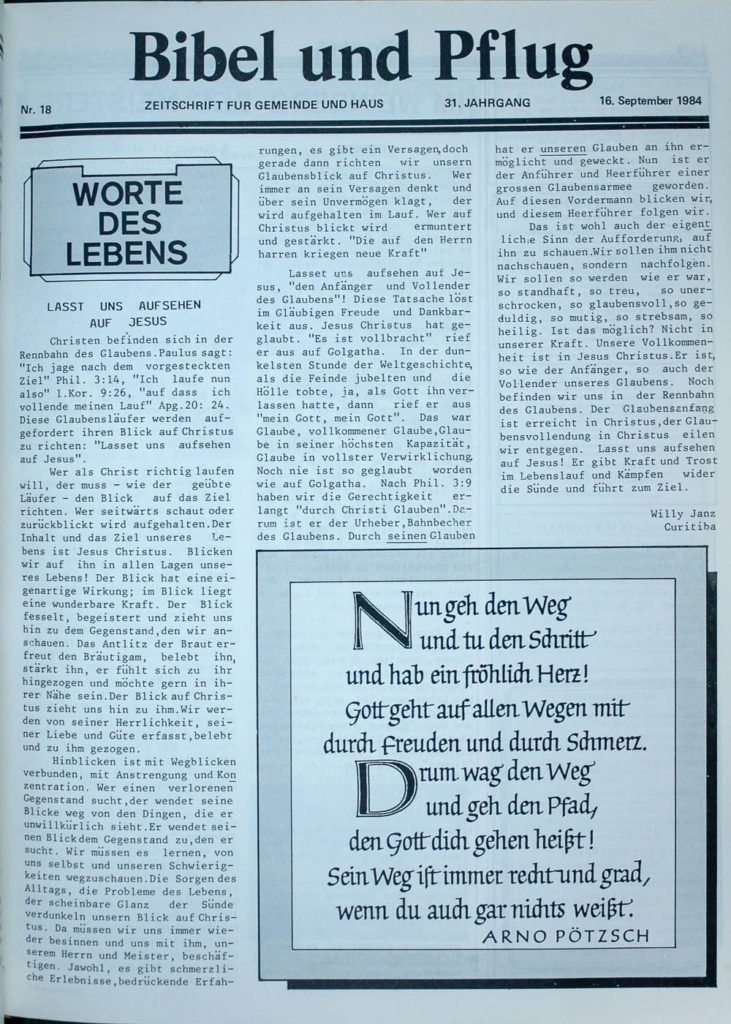 Bibel und Pflug
Nr. 18
ZEITSCHRIFT FUR GEMEINDE UND HAUS
31. JAHRGANG
16. September 1984
WORTE
DES
LEBENS
LASST UNS AUFSEHEN
AUF JESUS
Christen befinden sich in der
Rennbahn des Glaubens.Paulus sagt:
"Ich jage nach dem vorgesteckten
Ziel" Phil. 3:14, "Ich laufe nun
also" 1.Kor. 9:26, "auf dass ich
vollende meinen Lauf" Apg.20: 24.
Diese Glaubensläufer werden auf-
gefordert ihren Blick auf Christus
zu richten: "Lasset uns aufsehen
auf Jesus".
Wer als Christ richtig laufen
will, der muss - wie der geübte
Läufer - den Blick auf das Ziel
richten. Wer seitwärts schaut oder
zurückblickt wird aufgehalten.Der
Inhalt und das Ziel unseres Le-
bens ist Jesus Christus. Blicken
wir auf ihn in allen Lagen unse-
res Lebens! Der Blick hat eine ei-
genartige Wirkung; im Blick liegt
eine wunderbare Kraft. Der Blick
fesselt, begeistert und zieht uns
hin zu dem Gegenstand,den wir an-
schauen. Das Antlitz der Braut er-
freut den Bräutigam, belebt ihn,
stärkt ihn, er fühlt sich zu ihr
hingezogen und möchte gern in ih-
rer Nähe sein.Der Blick auf Chris-
tus zieht uns hin zu ihm.Wir wer-
den von seiner Herrlichkeit, sei-
ner Liebe und Güte erfasst,belebt
und zu ihm gezogen.
Hinblicken ist mit Wegblicken
verbunden, mit Anstrengung und Kon
zentration. Wer einen verlorenen
Gegenstand sucht,der wendet seine
Blicke weg von den Dingen, die er
unwillkürlich sieht.Er wendet sei-
nen Blick dem Gegenstand zu,den er
sucht. Wir müssen es lernen, von
uns selbst und unseren Schwierig-
keiten wegzuschauen.Die Sorgen des
Alltags, die Probleme des Lebens,
der scheinbare Glanz der Sünde
verdunkeln unsern Blick auf Chris-
tus. Da müssen wir uns immer wie-
der besinnen und uns mit ihm, un-
serem Herrn und Meister, beschäf-
tigen. Jawohl, es gibt schmerzli-
che Erlebnisse,bedrückende Erfah-
rungen, es gibt ein Versagen,doch
gerade dann richten wir unsern
Glaubensblick auf Christus. Wer
immer an sein Versagen denkt und
über sein Unvermögen klagt, der
wird aufgehalten im Lauf. Wer auf
Christus blickt wird ermuntert
und gestärkt. "Die auf den Herrn
harren kriegen neue Kraft"
Lasset uns aufsehen auf Je-
sus, "den Anfänger und Vollender
des Glaubens"! Diese Tatsache löst
im Gläubigen Freude und Dankbar-
keit aus. Jesus Christus hat ge-
glaubt. "Es ist vollbracht" rief
er aus auf Golgatha. In der dun-
kelsten Stunde der Weltgeschichte,
als die Feinde jubelten und die
Hölle tobte, ja, als Gott ihn ver-
lassen hatte, dann rief er aus
"mein Gott, mein Gott". Das war
Glaube, vollkommener Glaube,Glau-
be in seiner höchsten Kapazität,
Glaube in vollster Verwirklichung.
Noch nie ist so geglaubt worden
wie auf Golgatha. Nach Phil. 3:9
haben wir die Gerechtigkeit er-
langt "durch Christi Glauben".Da-
rum ist er der Urheber,Bahnbecher
des Glaubens. Durch seinen Glauben
hat er unseren Glauben an ihn er-
möglicht und geweckt. Nun ist er
der Anführer und Heerführer einer
grossen Glaubensarmee geworden.
Auf diesen Vordermann blicken wir,
und diesem Heerführer folgen wir.
Das ist wohl auch der eigent
liche Sinn der Aufforderung, auf
ihn zu schauen.Wir sollen ihm nicht
nachschauen, sondern nachfolgen.
Wir sollen so werden wie er war,
so standhaft, so treu, so uner-
schrocken, so glaubensvoll,so ge-
duldig, so mutig, so strebsam, so
heilig. Ist das möglich? Nicht in
unserer Kraft. Unsere Vollkommen-
heit ist in Jesus Christus.Er ist,
so wie der Anfänger, so auch der
Vollender unseres Glaubens. Noch
befinden wir uns in der Rennbahn
des Glaubens. Der Glaubensanfang
ist erreicht in Christus,der Glau-
bensvollendung in Christus eilen
wir entgegen. Lasst uns aufsehen
auf Jesus! Er gibt Kraft und Trost
im Lebenslauf und Kämpfen wider
die Sünde und führt zum Ziel.
Willy Janz
Curitiba
Nun geh den Weg
und tu den Schritt
und hab ein fröhlich Herz!
Gott geht auf allen Wegen mit
durch Freuden und durch Schmerz.
Drum wag den Weg
und geh den Pfad,
den Gott dich gehen heißt!
Sein Weg ist immer recht und grad,
wenn du auch gar nichts weißt.
ARNO PÖTZSCH